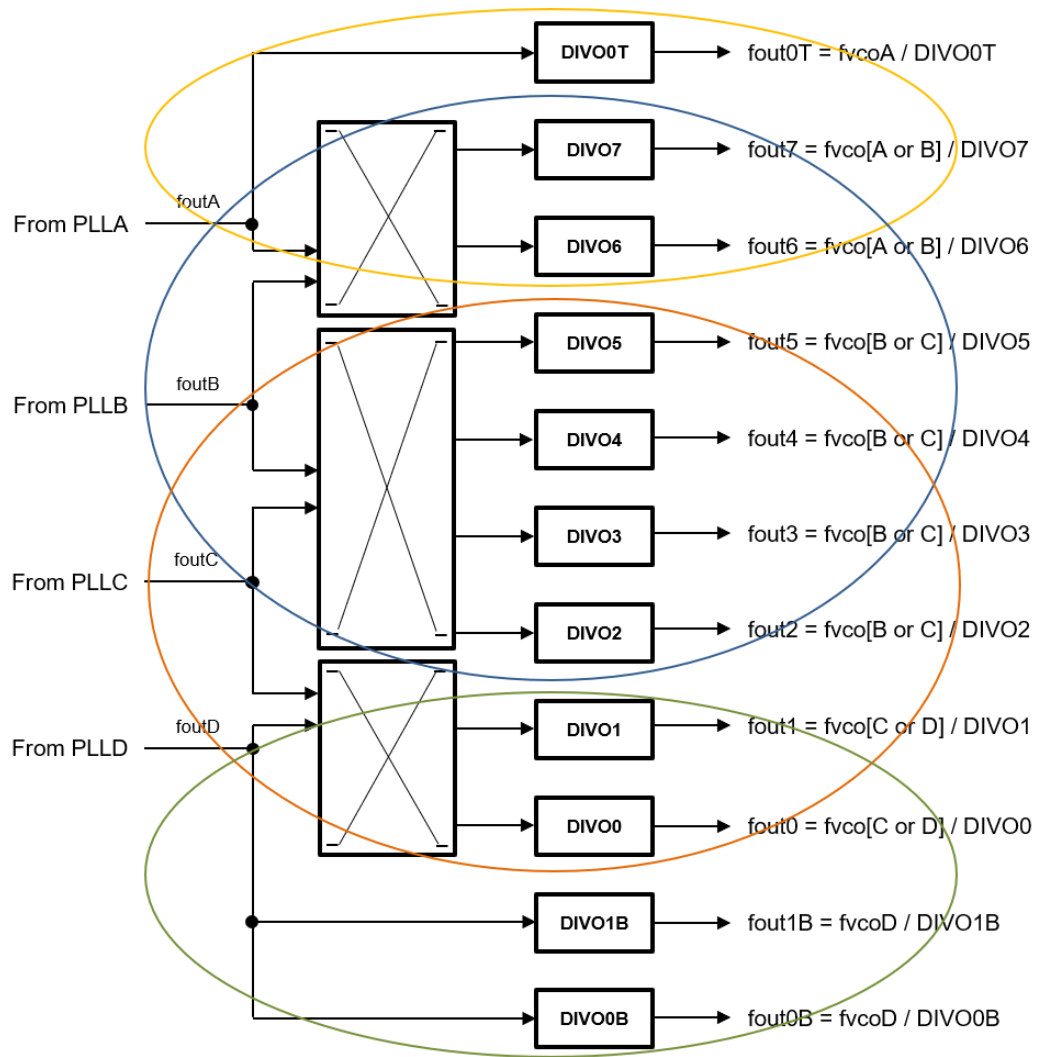 DIVO0T fout0T = fvcoA / DIVO0T
DIVO7 fout7 = fvco[A or B] / DIVO7
foutA
From PLLA
DIVO6 fout6 = fvco[A or B] / DIVO6
DIVO5 fout5 = fvco[B or C] / DIVO5
foutB
From PLLB
DIVO4 fout4 = fvco[B or C] / DIVO4
DIVO3 fout3 = fvco[B or C] / DIVO3
foutC
From PLLC
DIVO2 fout2 = fvco[B or C] / DIVO2
DIVO1 fout1 = fvco[C or D] / DIVO1
foutD
From PLLD
DIVO0 fout0 = fvco[C or D] / DIVO0
DIVO1B fout1B = fvcoD / DIVO1B
DIVO0B fout0B = fvcoD / DIVO0B